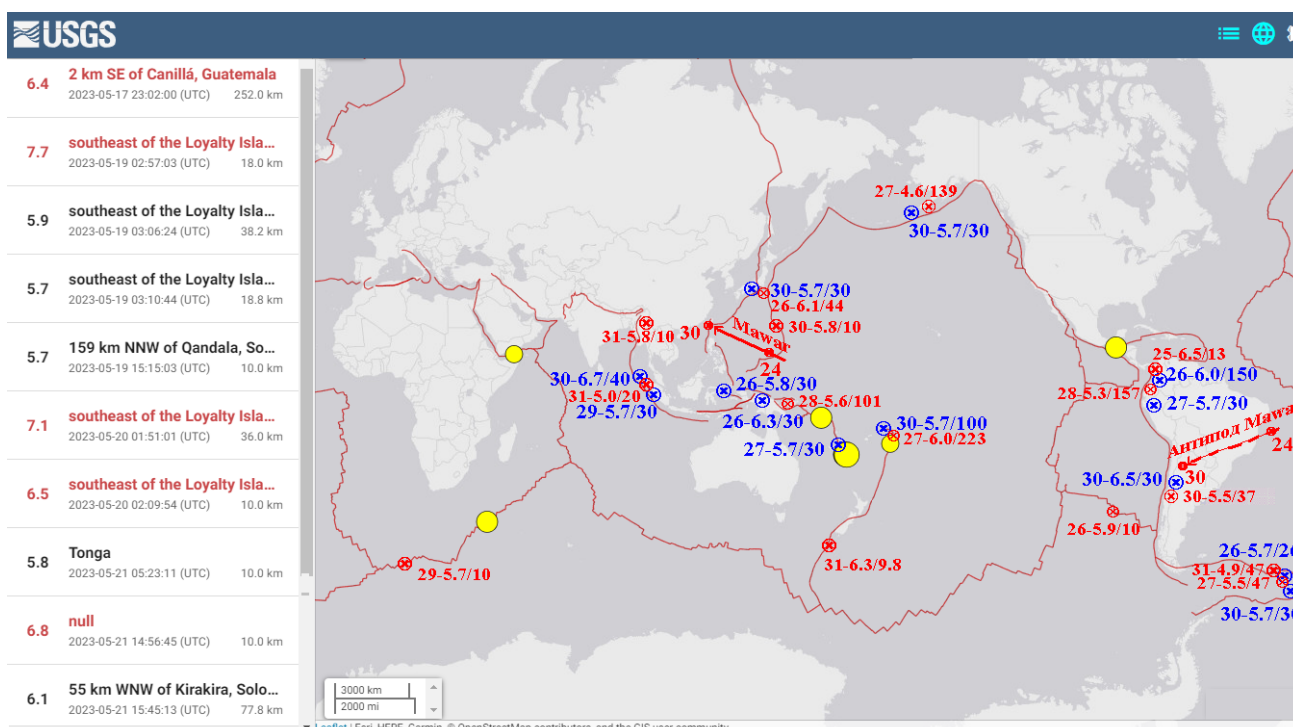 USGS
6.4
2 km SE of Canillá, Guatemala
2023-05-17 23:02:00 (UTC) 252.0 km
7.7
southeast of the Loyalty Isla...
2023-05-19 02:57:03 (UTC) 18.0 km
5.9
southeast of the Loyalty Isla...
2023-05-19 03:06:24 (UTC) 38.2 km
5.7
southeast of the Loyalty Isla...
2023-05-19 03:10:44 (UTC) 18.8 km
5.7
159 km NNW of Qandala, So...
2023-05-19 15:15:03 (UTC) 10.0 km
7.1
southeast of the Loyalty Isla...
2023-05-20 01:51:01 (UTC) 36.0 km
6.5
southeast of the Loyalty Isla...
2023-05-20 02:09:54 (UTC) 10.0 km
5.8
Tonga
2023-05-21 05:23:11 (UTC) 10.0 km
6.8
null
2023-05-21 14:56:45 (UTC) 10.0 km
6.1
55 km WNW of Kirakira, Solo...
2023-05-21 15:45:13 (UTC) 77.8 km
27-4.6/139
30-5.7/30
30-5.7/30
26-6.1/44
31-5.8/10
30
Mawar
30-5.8/10
24
25-6.5/13
30-6.7/40
26-5.8/30
26-6.0/150
31-5.0/20
28-5.6/101
28-5.3/157
29-5.7/30
26-6.3/30
30-5.7/100
27-5.7/30
27-6.0/223
27-5.7/30
Антипод Mawa
24
30-6.5/30
30
30-5.5/37
26-5.9/10
31-6.3/9.8
29-5.7/10
26-5.7/20
31-4.9/47
27-5.5/47
30-5.7/30
3000 km
2000 mi
Leaflet | Esri, HERE, Garmin, © OpenStreetMap contributors, and the GIS user community